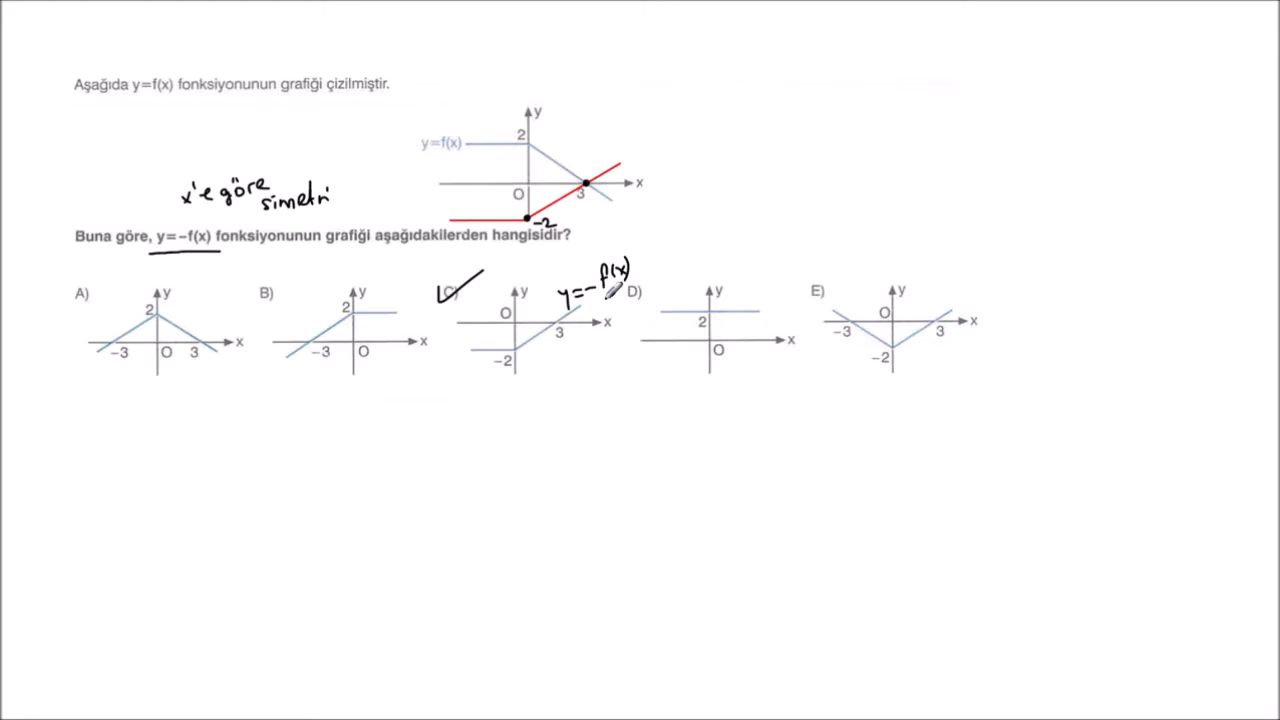 Aşağıda y=f(x) fonksiyonunun grafiği çizilmiştir.
y
2
y=f(x)
x
O
3
-2
x'e göre
simetri
Buna göre, y=-f(x) fonksiyonunun grafiği aşağıdakilerden hangisidir?
A)
y
2
x
-3
O
3
B)
y
2
x
-3
O
C)
y
O
x
3
-2
y=-f(x)
D)
y
2
x
O
E)
y
O
x
-3
3
-2